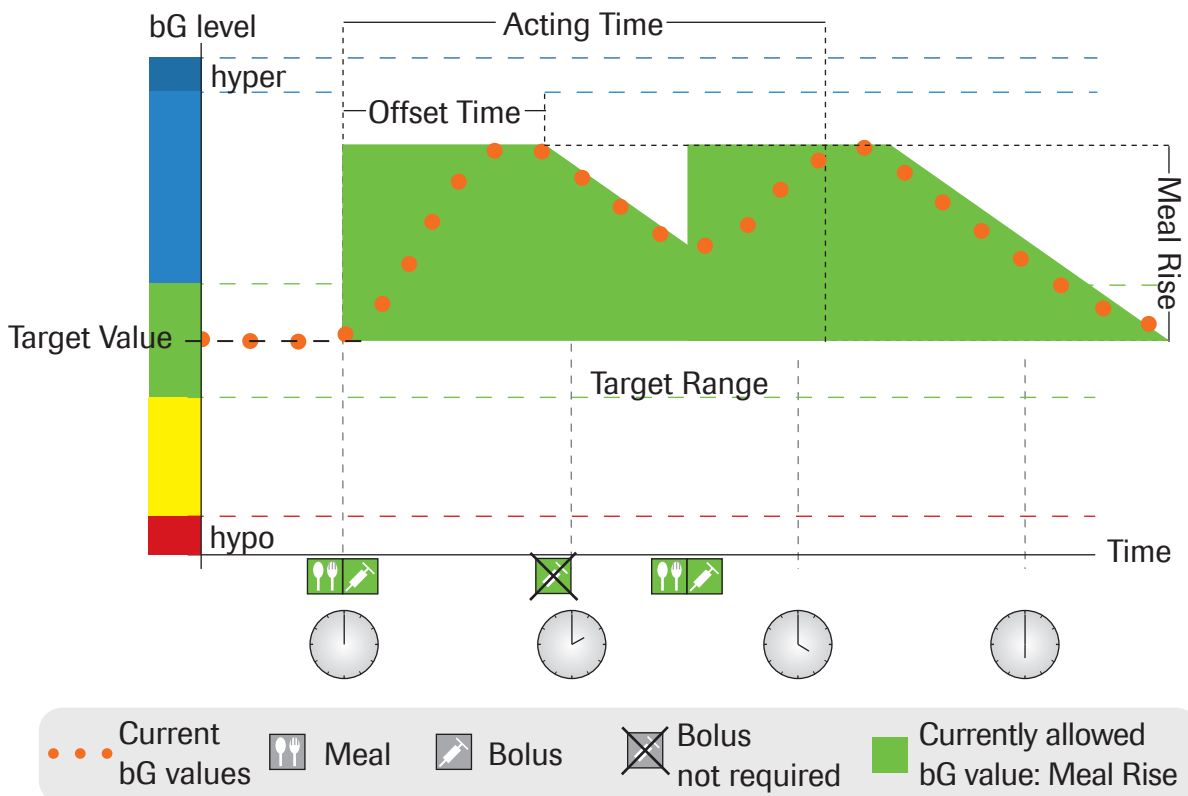 bG level
Acting Time
hyper
Offset Time
Meal Rise
Target Value
Target Range
hypo
Time
Current
bG values
Meal
Bolus
Bolus
not required
Currently allowed
bG value: Meal Rise